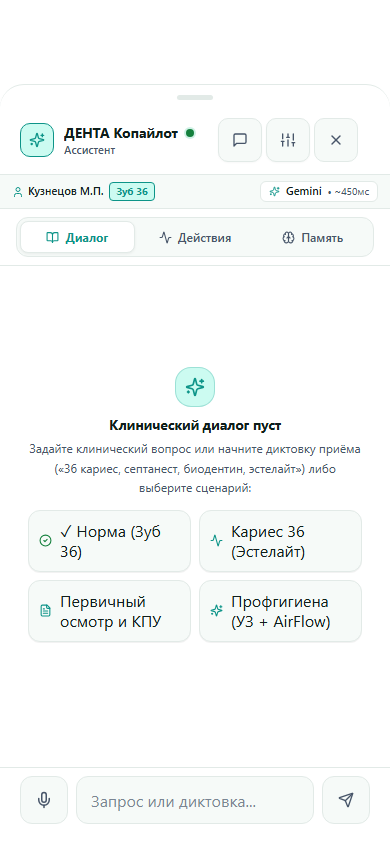 ДЕНТА Копайлот
Ассистент
Кузнецов М.П. Зуб 36 Gemini • ~450мс
Диалог Действия Память
Клинический диалог пуст
Задайте клинический вопрос или начните диктовку приёма
(«36 кариес, септанест, биодентин, эстелайт») либо
выберите сценарий:
✓ Норма (Зуб
36)
Кариес 36
(Эстелайт)
Первичный
осмотр и КПУ
Профгигиена
(УЗ + AirFlow)
Запрос или диктовка...